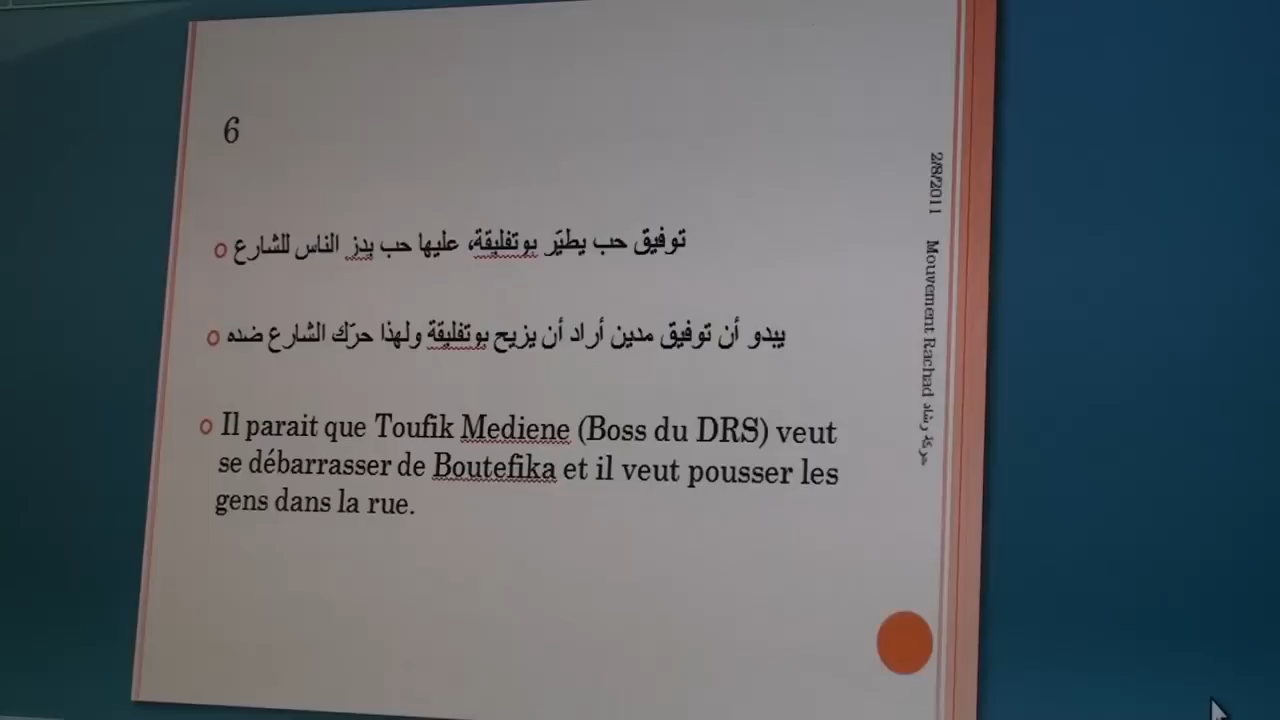 6
توفيق حب يطيّر بوتفليقة، عليها حب يدز الناس للشارع
يبدو أن توفيق مدين أراد أن يزيح بوتفليقة ولهذا حرّك الشارع ضده
Il parait que Toufik Mediene (Boss du DRS) veut
se débarrasser de Boutefika et il veut pousser les
gens dans la rue.
2/8/2011
Mouvement Rachad حركة رشاد